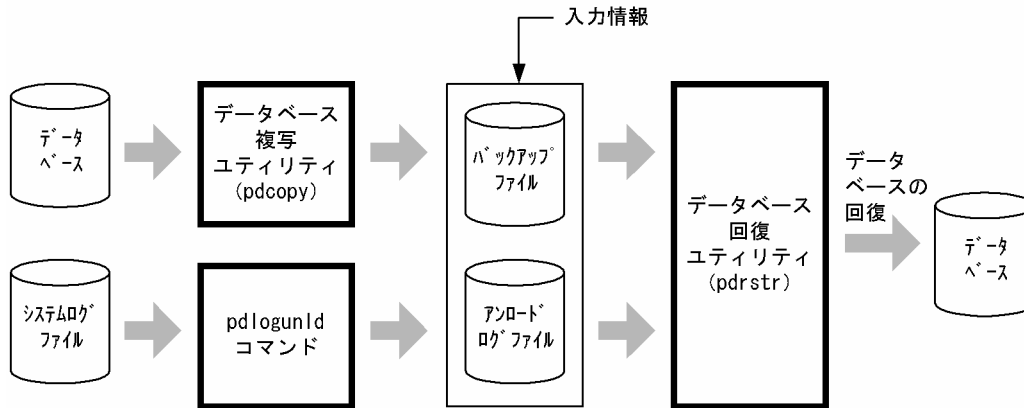 入力情報
ﾃﾞｰﾀ
ﾍﾞｰｽ
データベース
複写
ユティリティ
(pdcopy)
ﾊﾞｯｸｱｯﾌﾟ
ﾌｧｲﾙ
データベース
回復
ユティリティ
(pdrstr)
データ
ベースの
回復
ﾃﾞｰﾀ
ﾍﾞｰｽ
ｼｽﾃﾑﾛｸﾞ
ﾌｧｲﾙ
pdlogunld
コマンド
ｱﾝﾛｰﾄﾞ
ﾛｸﾞﾌｧｲﾙ